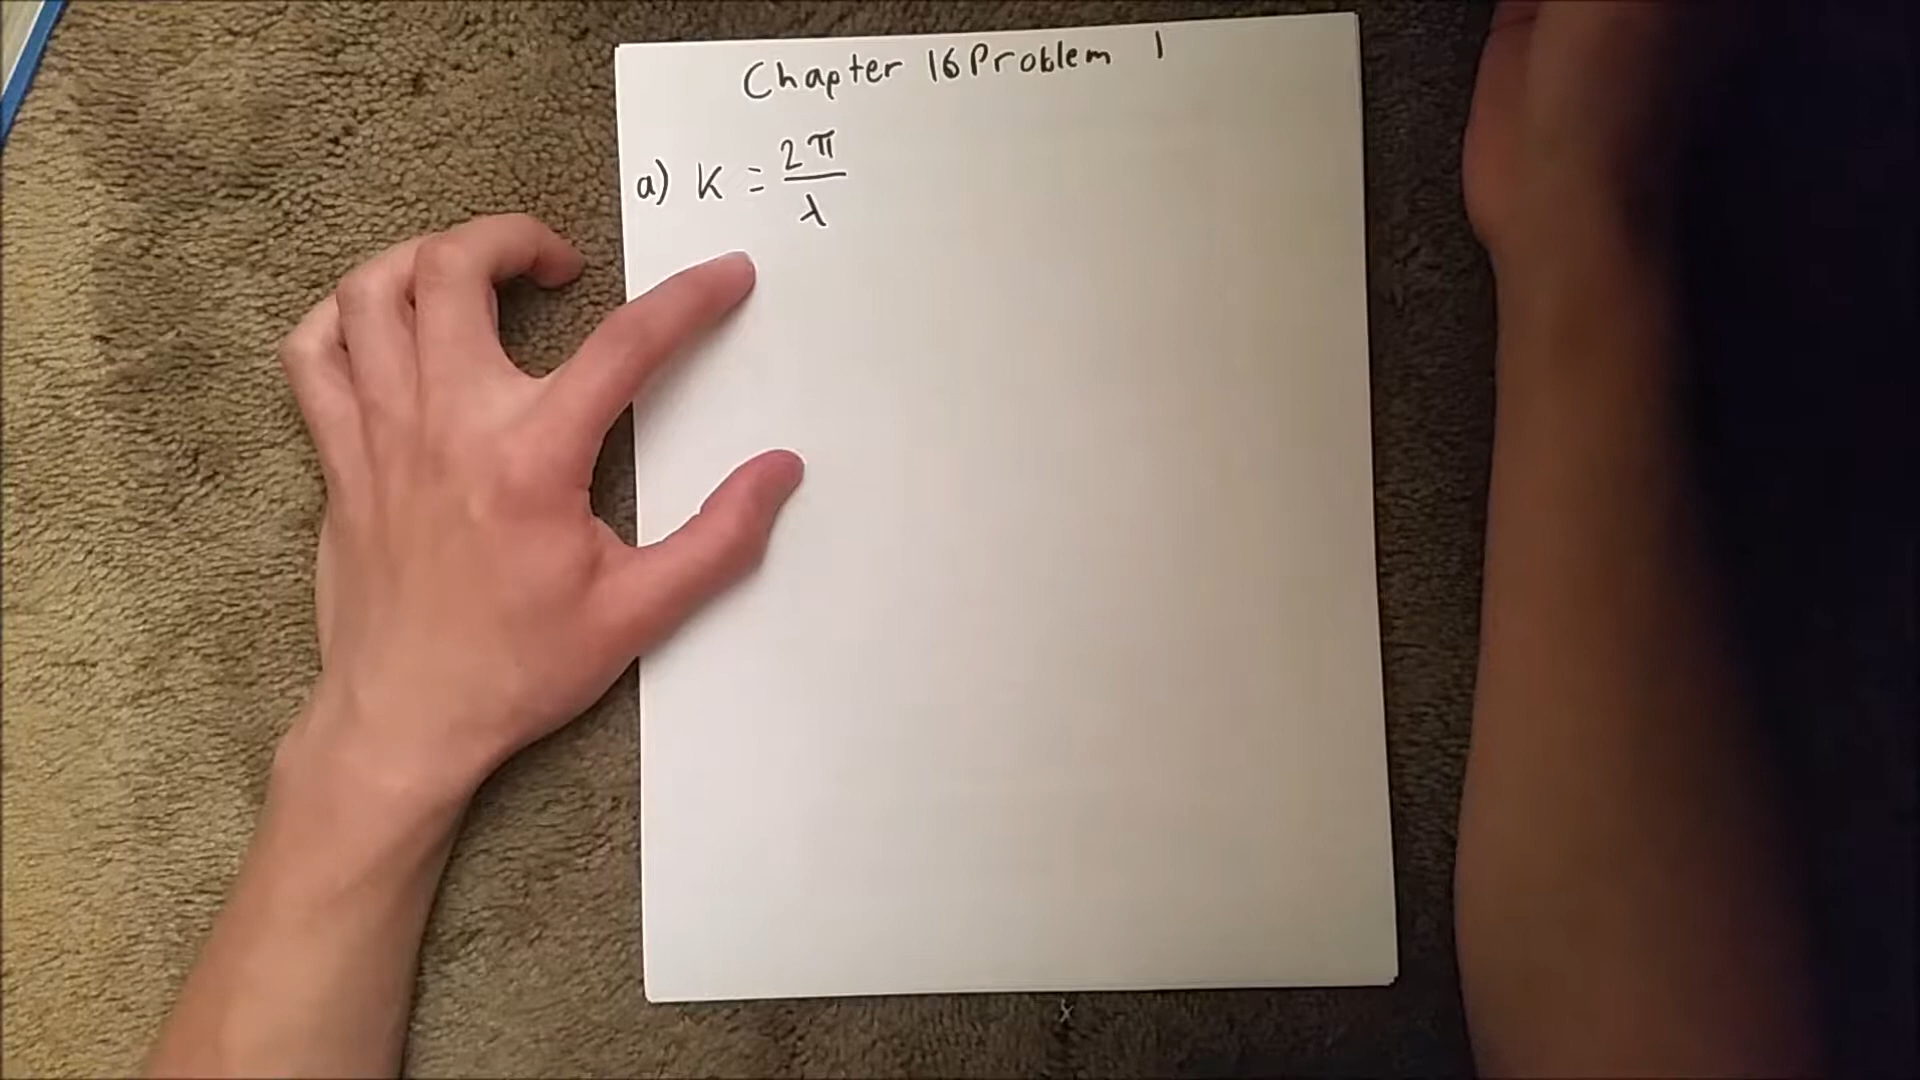 Chapter 16 Problem 1
a) K = 2π/λ